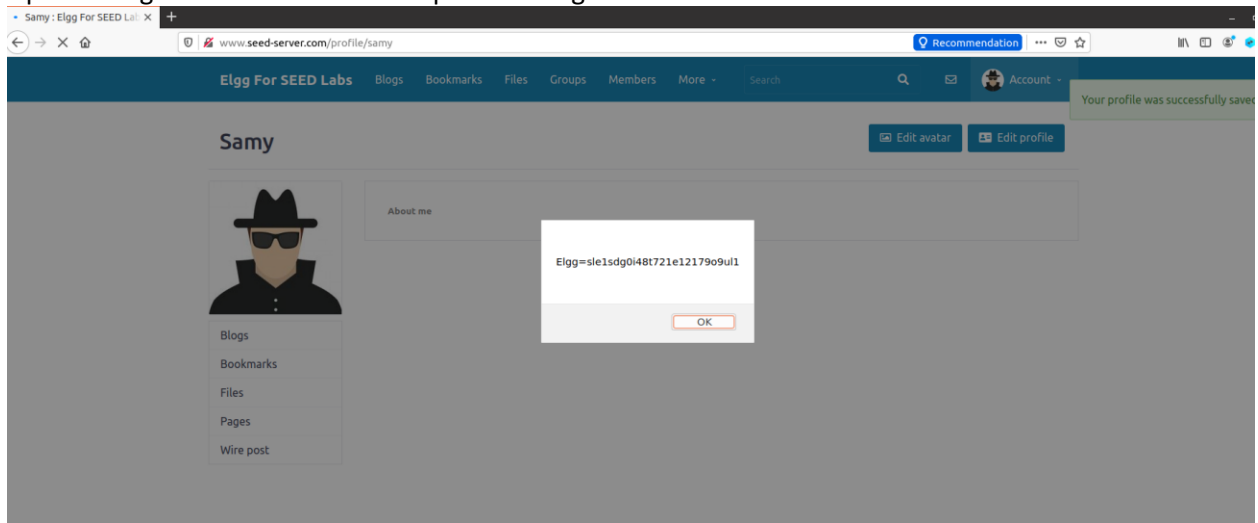 Samy : Elgg For SEED Lal
www.seed-server.com/profile/samy
Recommendation
Elgg For SEED Labs Blogs Bookmarks Files Groups Members More Search Account
Your profile was successfully saved
Samy
Edit avatar Edit profile
About me
Elgg=sle1sdg0i48t721e12179o9ul1
OK
Blogs
Bookmarks
Files
Pages
Wire post